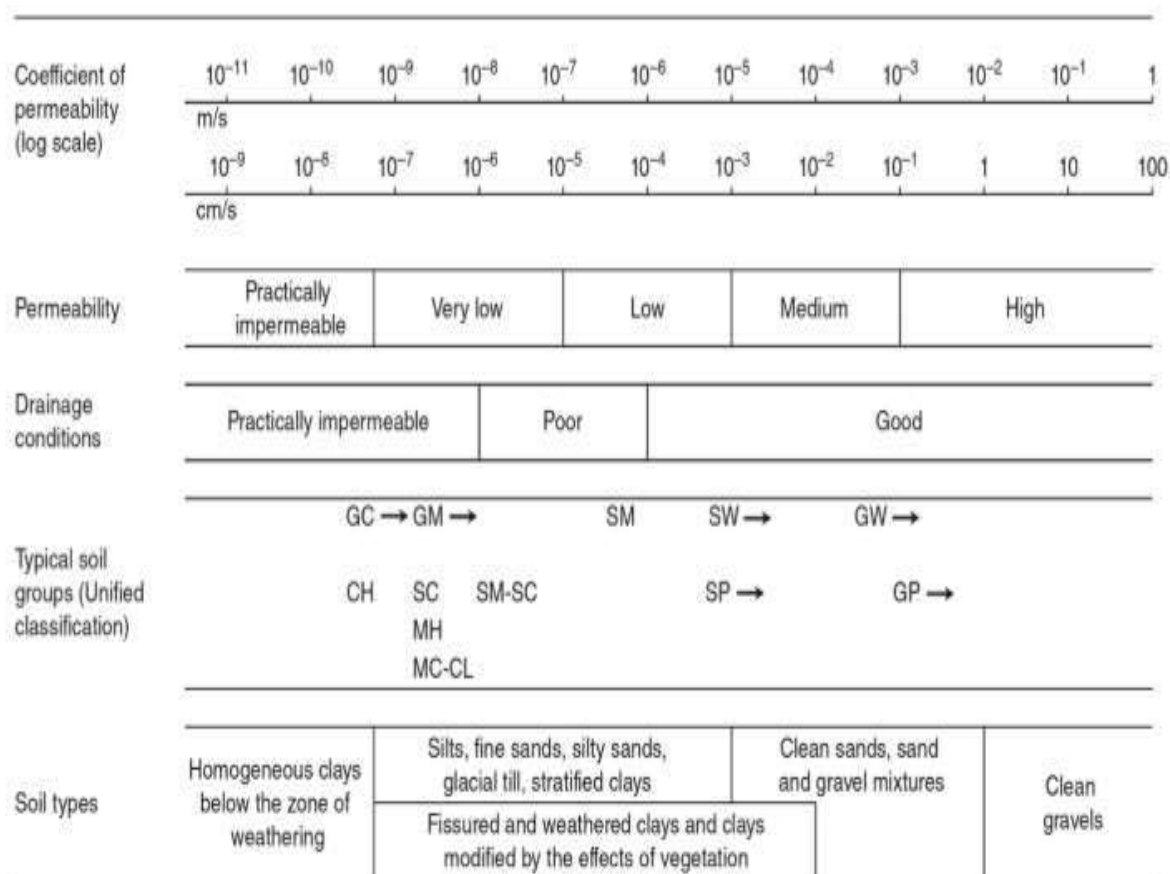 Coefficient of
permeability
(log scale)
10⁻¹¹ 10⁻¹⁰ 10⁻⁹ 10⁻⁸ 10⁻⁷ 10⁻⁶ 10⁻⁵ 10⁻⁴ 10⁻³ 10⁻² 10⁻¹ 1
m/s
10⁻⁹ 10⁻⁸ 10⁻⁷ 10⁻⁶ 10⁻⁵ 10⁻⁴ 10⁻³ 10⁻² 10⁻¹ 1 10 100
cm/s
Permeability
Practically
impermeable
Very low
Low
Medium
High
Drainage
conditions
Practically impermeable
Poor
Good
Typical soil
groups (Unified
classification)
GC → GM → SM SW → GW →
CH SC SM-SC SP → GP →
MH
MC-CL
Soil types
Homogeneous clays
below the zone of
weathering
Silts, fine sands, silty sands,
glacial till, stratified clays
Fissured and weathered clays and clays
modified by the effects of vegetation
Clean sands, sand
and gravel mixtures
Clean
gravels